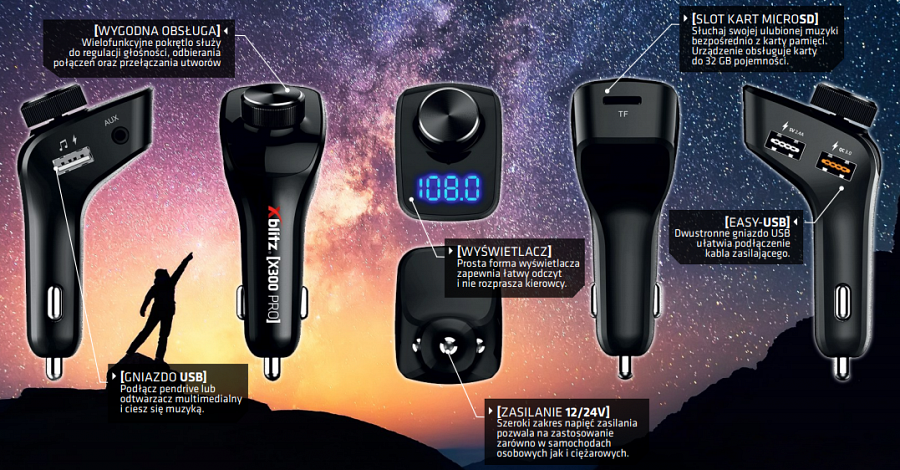 [WYGODNA OBSŁUGA]
Wielofunkcyjne pokrętło służy
do regulacji głośności, odbierania
połączeń oraz przełączania utworów
[SLOT KART MICROSD]
Słuchaj swojej ulubionej muzyki
bezpośrednio z karty pamięci.
Urządzenie obsługuje karty
do 32 GB pojemności.
AUX
TF
5V 2.4A
QC 3.0
108.0
Xblitz [X300 PRO]
[EASY-USB]
Dwustronne gniazdo USB
ułatwia podłączenie
kabla zasilającego.
[WYŚWIETLACZ]
Prosta forma wyświetlacza
zapewnia łatwy odczyt
i nie rozprasza kierowcy.
[GNIAZDO USB]
Podłącz pendrive lub
odtwarzacz multimedialny
i ciesz się muzyką.
[ZASILANIE 12/24V]
Szeroki zakres napięć zasilania
pozwala na zastosowanie
zarówno w samochodach
osobowych jak i ciężarowych.